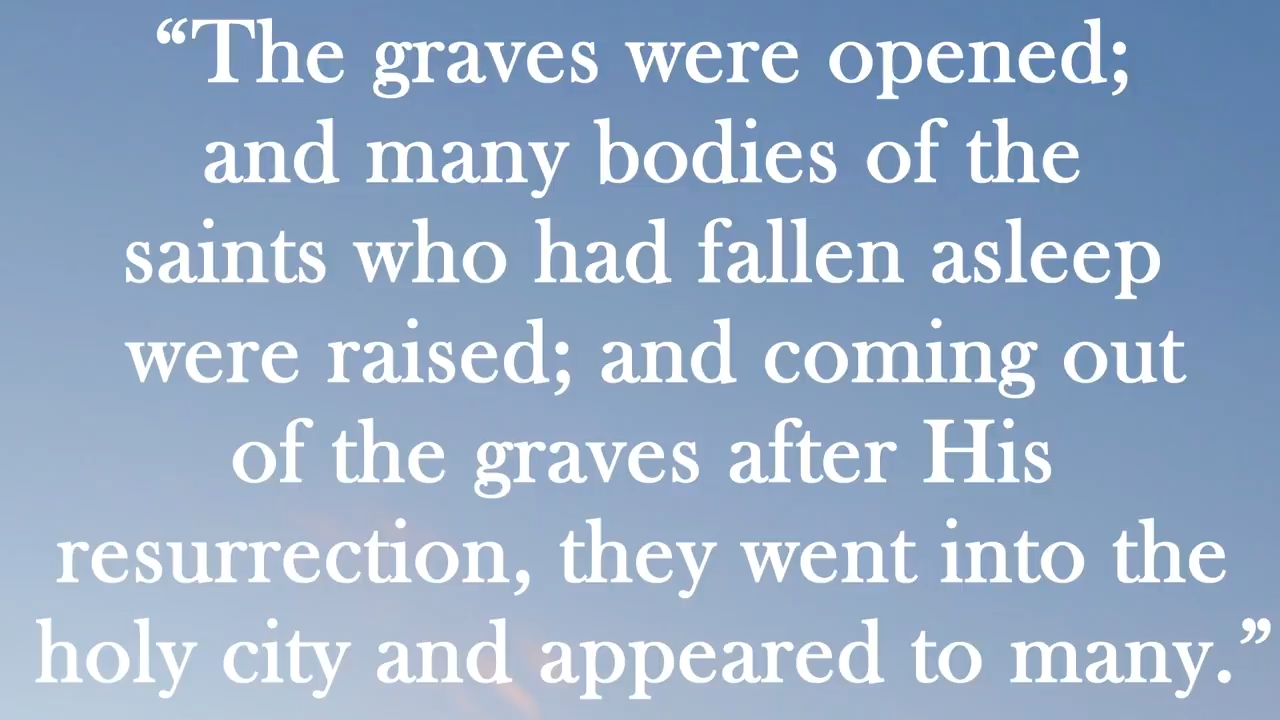 “The graves were opened;
and many bodies of the
saints who had fallen asleep
were raised; and coming out
of the graves after His
resurrection, they went into the
holy city and appeared to many.”